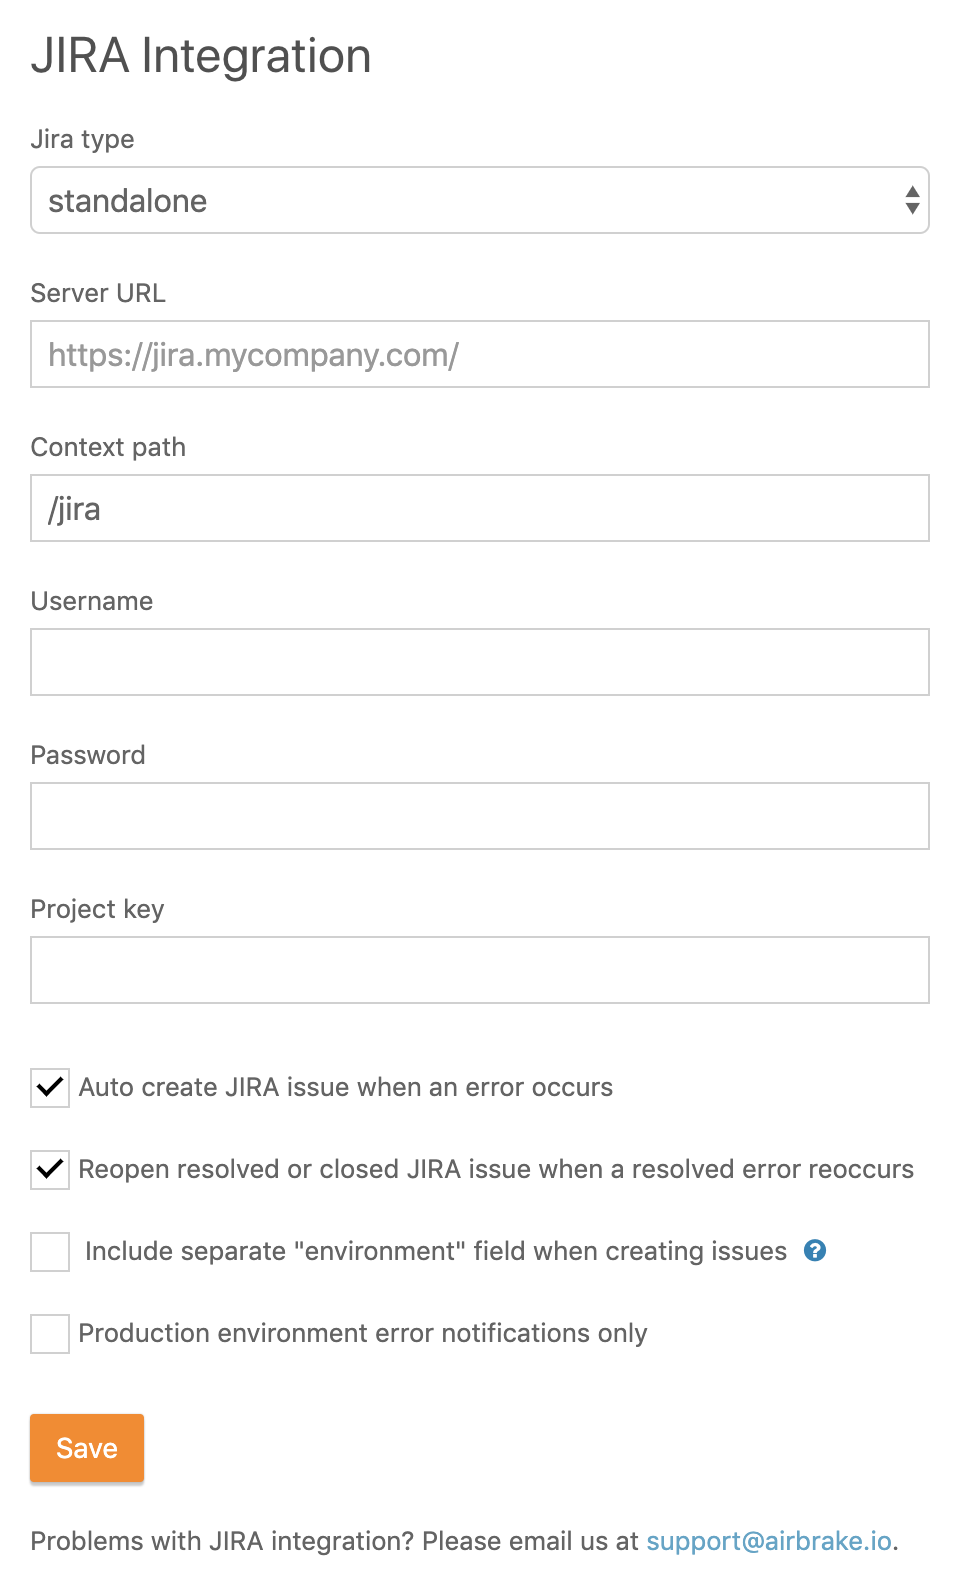 JIRA Integration
Jira type
standalone
Server URL
https://jira.mycompany.com/
Context path
/jira
Username
Password
Project key
Auto create JIRA issue when an error occurs
Reopen resolved or closed JIRA issue when a resolved error reoccurs
Include separate "environment" field when creating issues ?
Production environment error notifications only
Save
Problems with JIRA integration? Please email us at support@airbrake.io.